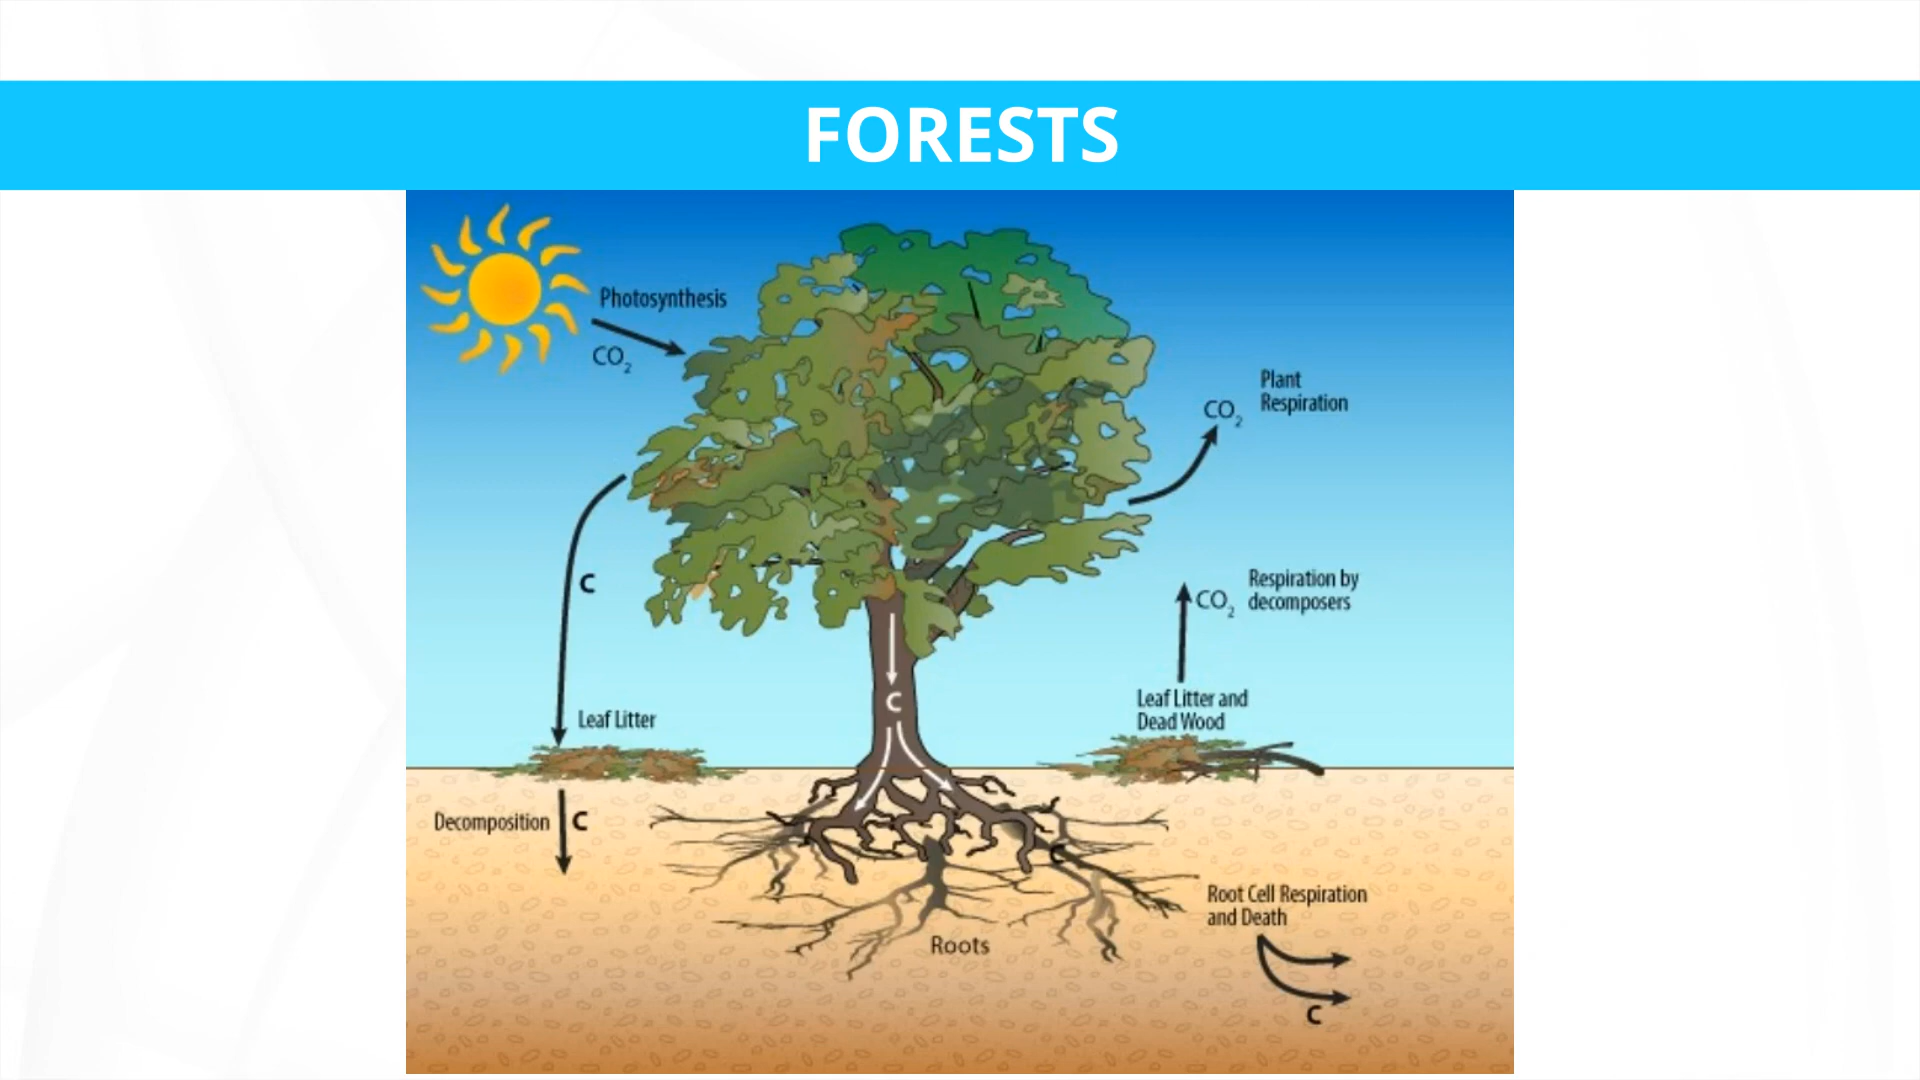 FORESTS
Photosynthesis
CO2
Plant
Respiration
CO2
C
Respiration by
decomposers
CO2
Leaf Litter and
Dead Wood
C
Leaf Litter
Decomposition
C
C
Root Cell Respiration
and Death
Roots
C